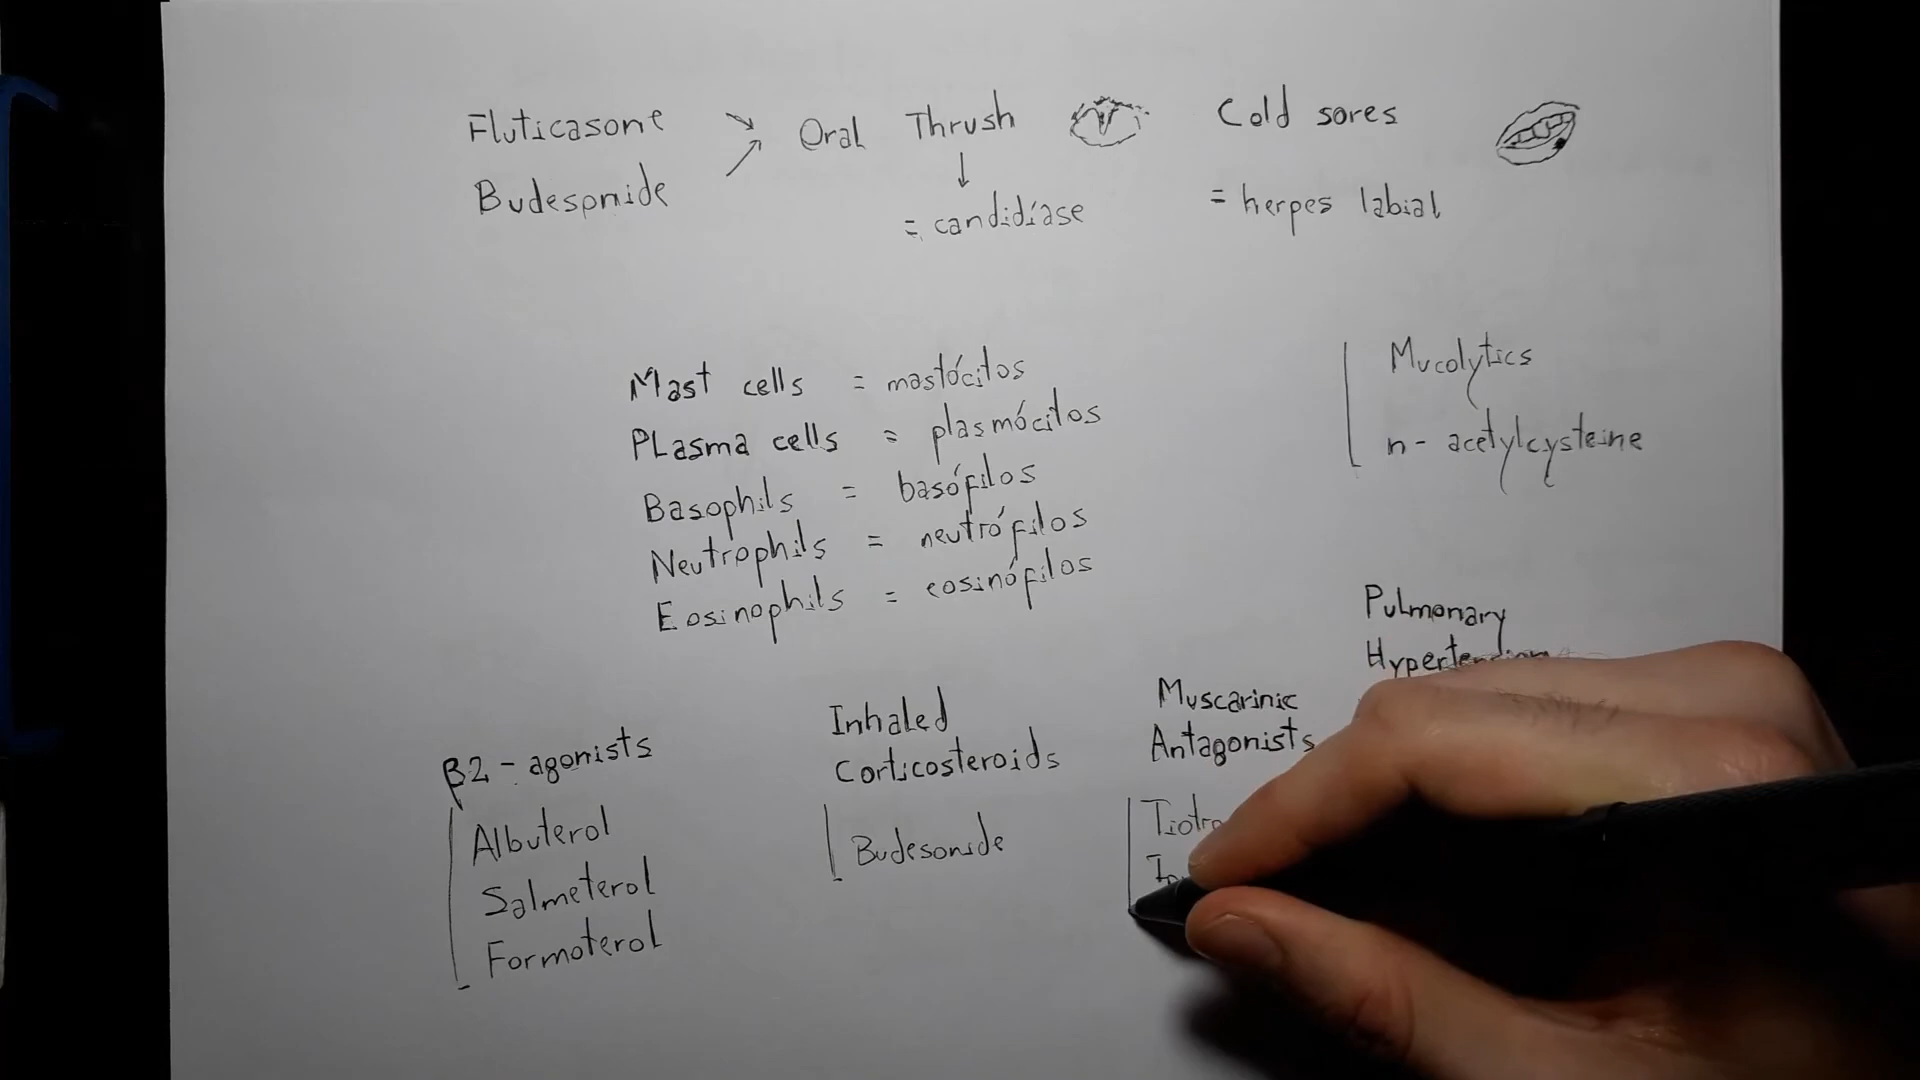 Fluticasone
Budespnide
Oral Thrush
= candidíase
Cold sores
= herpes labial
Mast cells = mastócitos
PLasma cells = plasmócitos
Basophils = basófilos
Neutrophils = neutrófilos
Eosinophils = eosinófilos
Mucolytics
n- acetylcysteine
β2 - agonists
Albuterol
Salmeterol
Formoterol
Inhaled
Corticosteroids
Budesonide
Muscarinic
Antagonists
Pulmonary